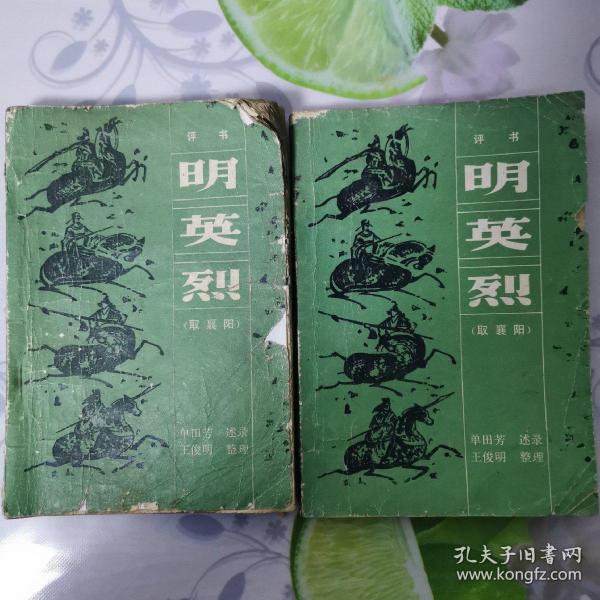 评书
明
英
烈
（取襄阳）
单田芳 述录
王俊明 整理
评书
明
英
烈
（取襄阳）
单田芳 述录
王俊明 整理
孔夫子旧书网
www.kongfz.com